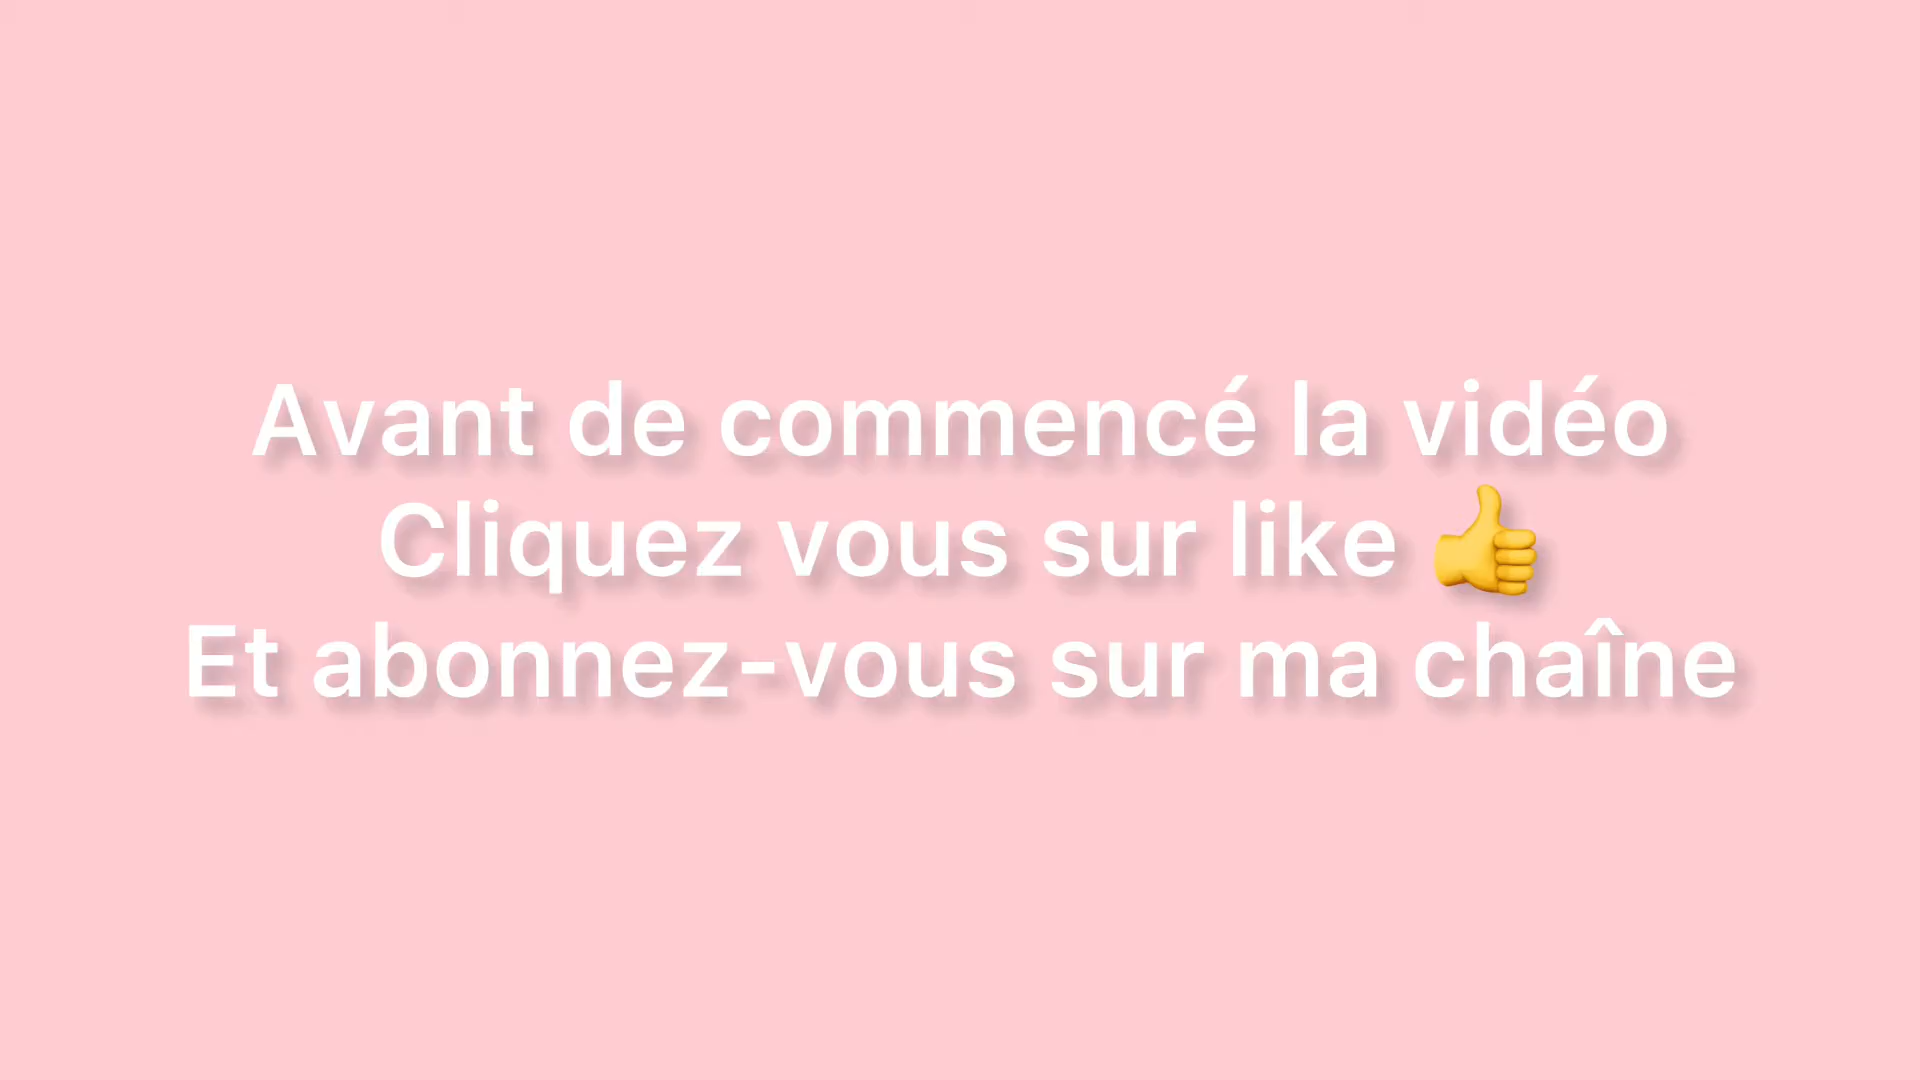 Avant de commencé la vidéo
Cliquez vous sur like 👍
Et abonnez-vous sur ma chaîne